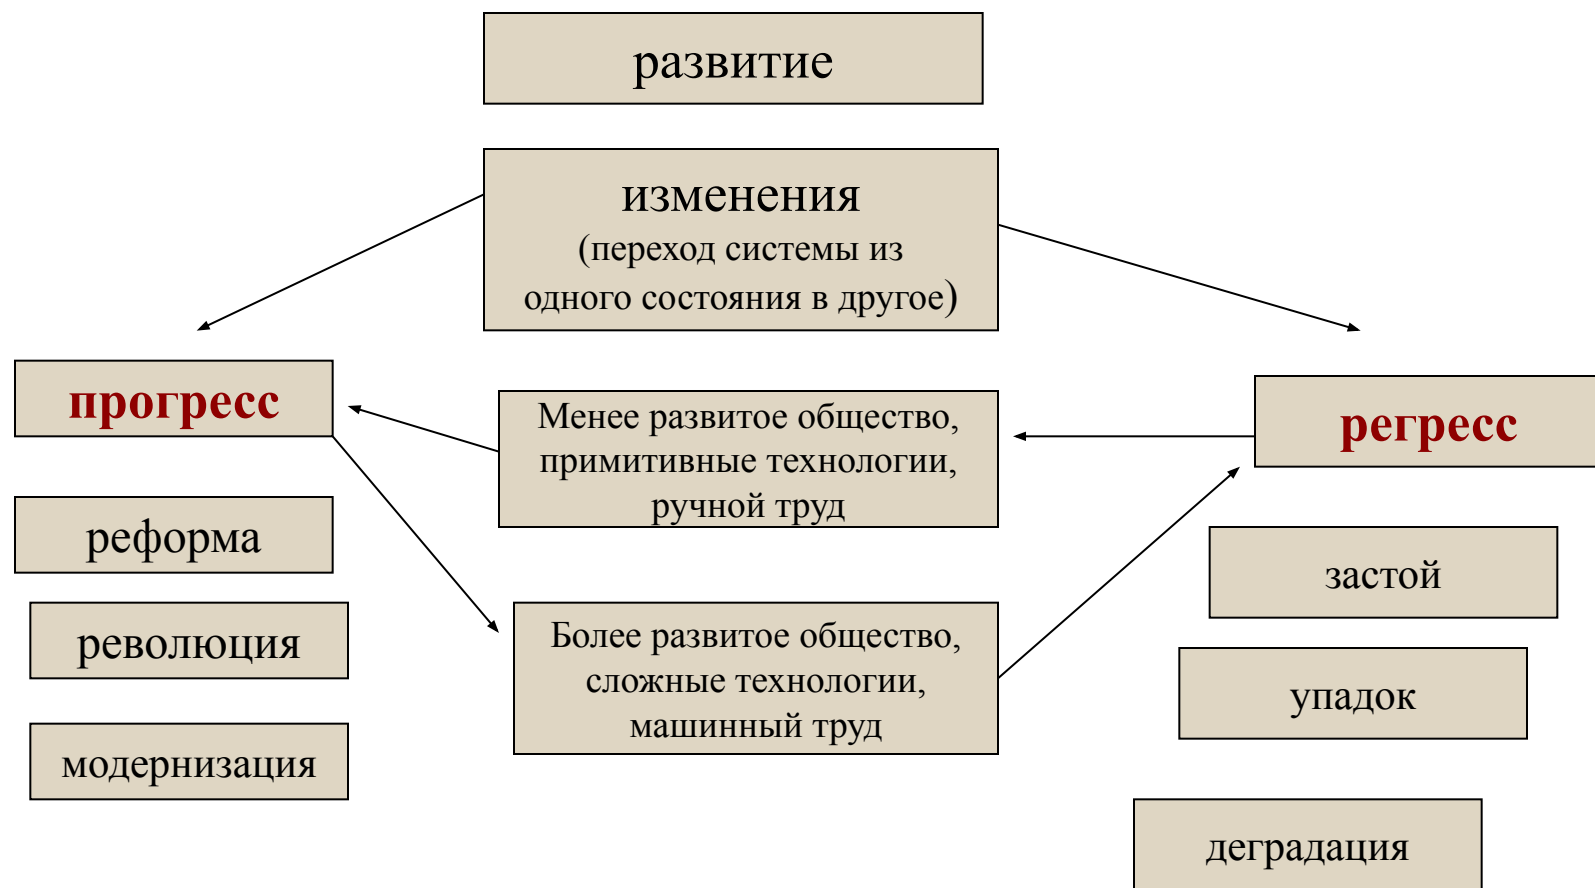 развитие
изменения
(переход системы из
одного состояния в другое)
прогресс
Менее развитое общество,
примитивные технологии,
ручной труд
регресс
реформа
застой
революция
Более развитое общество,
сложные технологии,
машинный труд
упадок
модернизация
деградация